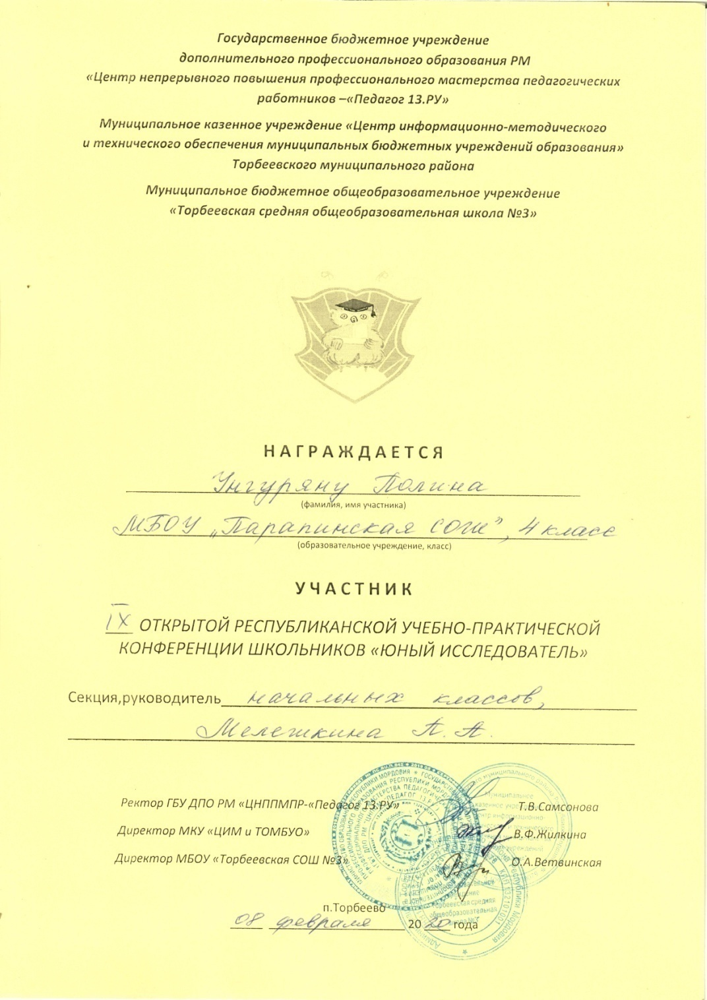 Государственное бюджетное учреждение
дополнительного профессионального образования РМ
«Центр непрерывного повышения профессионального мастерства педагогических
работников –«Педагог 13.РУ»
Муниципальное казенное учреждение «Центр информационно-методического
и технического обеспечения муниципальных бюджетных учреждений образования»
Торбеевского муниципального района
Муниципальное бюджетное общеобразовательное учреждение
«Торбеевская средняя общеобразовательная школа №3»
НАГРАЖДАЕТСЯ
Унгуряну Полина
(фамилия, имя участника)
МБОУ „Парапинская СОШ”, 4 класс
(образовательное учреждение, класс)
УЧАСТНИК
IX ОТКРЫТОЙ РЕСПУБЛИКАНСКОЙ УЧЕБНО-ПРАКТИЧЕСКОЙ
КОНФЕРЕНЦИИ ШКОЛЬНИКОВ «ЮНЫЙ ИССЛЕДОВАТЕЛЬ»
Секция,руководитель начальных классов,
Мелешкина П. А.
Ректор ГБУ ДПО РМ «ЦНППМПР-«Педагог 13.РУ» Т.В.Самсонова
Директор МКУ «ЦИМ и ТОМБУО» В.Ф.Жилкина
Директор МБОУ «Торбеевская СОШ №3» О.А.Ветвинская
п.Торбеево
08 февраля 2020 года